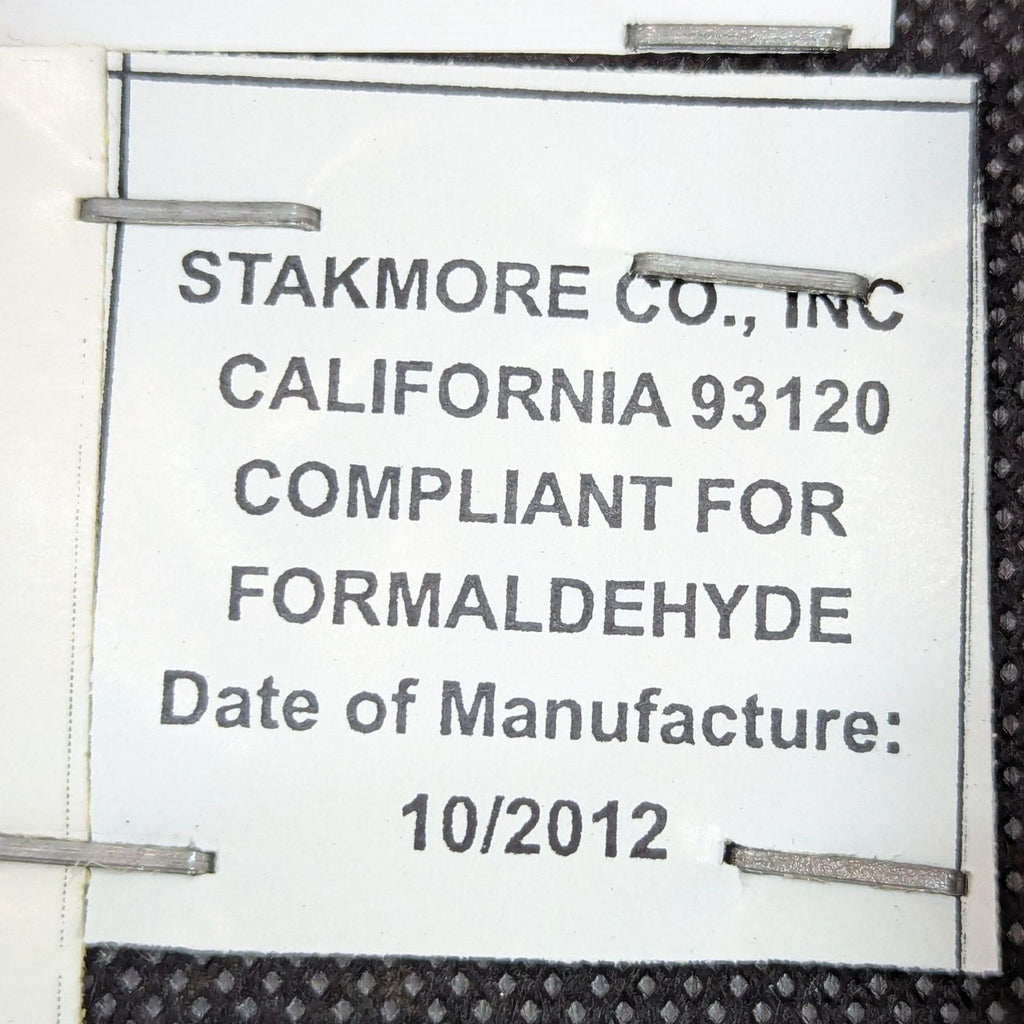 STAKMORE CO., INC
CALIFORNIA 93120
COMPLIANT FOR
FORMALDEHYDE
Date of Manufacture:
10/2012